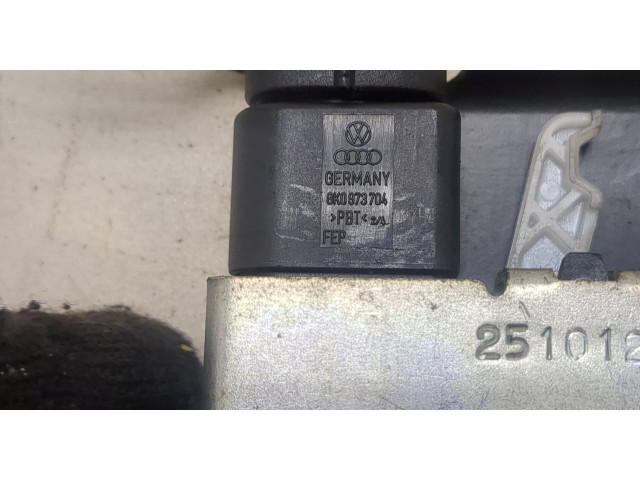 GERMANY
8K0 973 704
>PBT<
FEP
251012